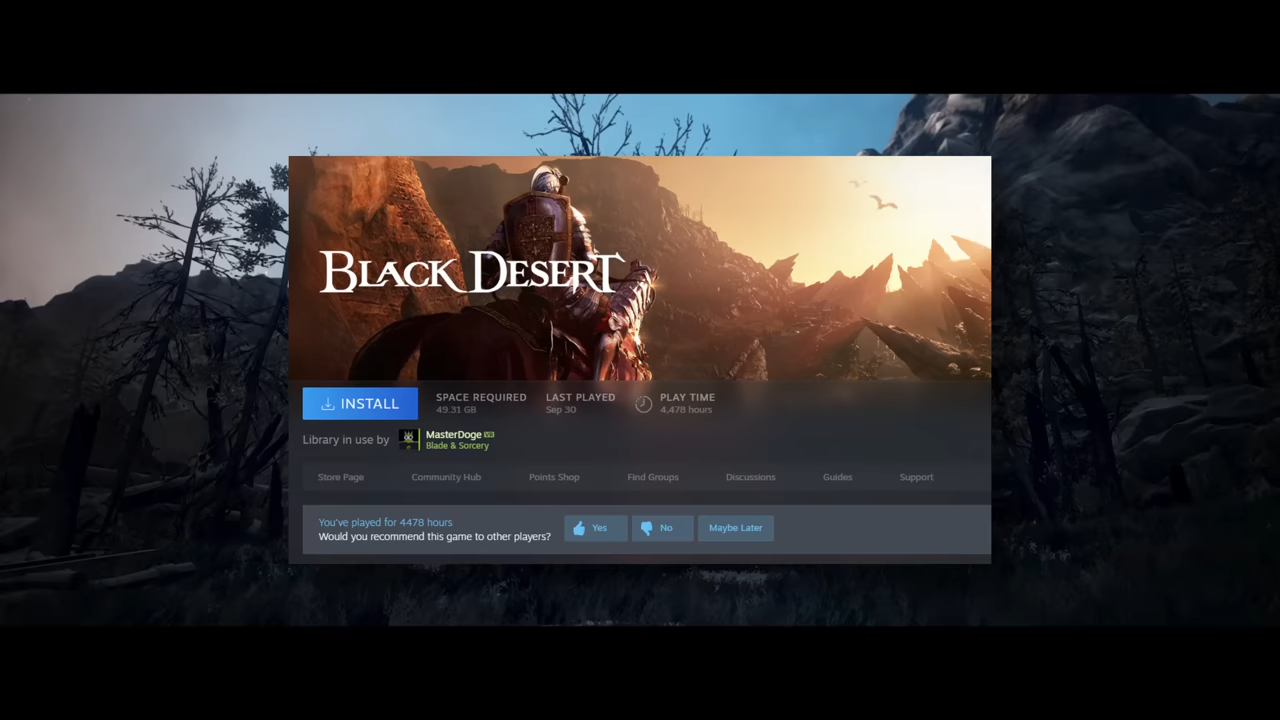 BLACK DESERT
INSTALL
SPACE REQUIRED
49.31 GB
LAST PLAYED
Sep 30
PLAY TIME
4,478 hours
Library in use by
MasterDoge VR
Blade & Sorcery
Store Page
Community Hub
Points Shop
Find Groups
Discussions
Guides
Support
You've played for 4478 hours
Would you recommend this game to other players?
Yes
No
Maybe Later